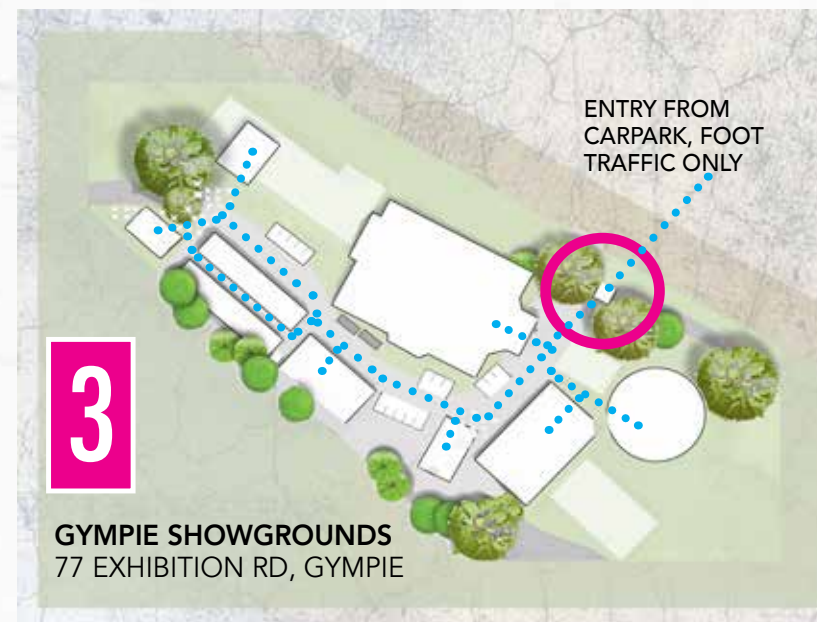 ENTRY FROM
CARPARK, FOOT
TRAFFIC ONLY
3
GYMPIE SHOWGROUNDS
77 EXHIBITION RD, GYMPIE